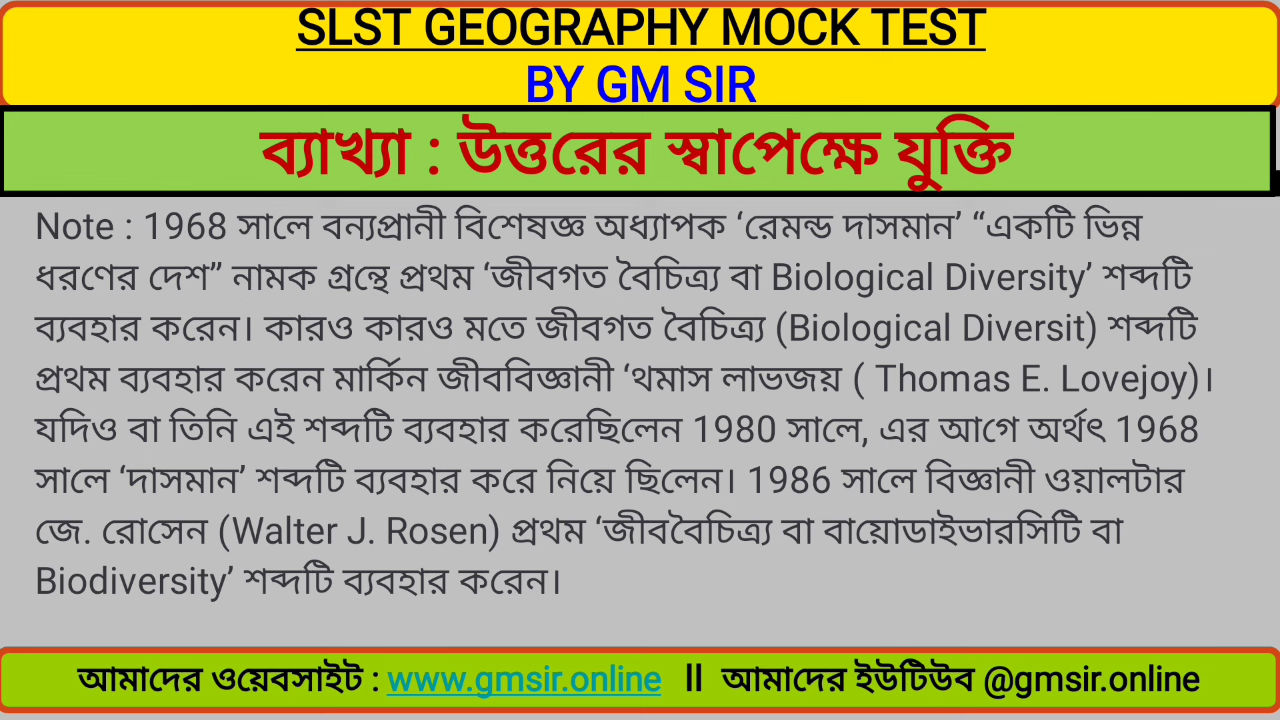 SLST GEOGRAPHY MOCK TEST
BY GM SIR
ব্যাখ্যা : উত্তরের স্বাপেক্ষে যুক্তি
Note : 1968 সালে বন্যপ্রানী বিশেষজ্ঞ অধ্যাপক ‘রেমন্ড দাসমান’ “একটি ভিন্ন
ধরণের দেশ” নামক গ্রন্থে প্রথম ‘জীবগত বৈচিত্র্য বা Biological Diversity’ শব্দটি
ব্যবহার করেন। কারও কারও মতে জীবগত বৈচিত্র্য (Biological Diversit) শব্দটি
প্রথম ব্যবহার করেন মার্কিন জীববিজ্ঞানী ‘থমাস লাভজয় ( Thomas E. Lovejoy)।
যদিও বা তিনি এই শব্দটি ব্যবহার করেছিলেন 1980 সালে, এর আগে অর্থৎ 1968
সালে ‘দাসমান’ শব্দটি ব্যবহার করে নিয়ে ছিলেন। 1986 সালে বিজ্ঞানী ওয়ালটার
জে. রোসেন (Walter J. Rosen) প্রথম ‘জীববৈচিত্র্য বা বায়োডাইভারসিটি বা
Biodiversity’ শব্দটি ব্যবহার করেন।
আমাদের ওয়েবসাইট : www.gmsir.online ll আমাদের ইউটিউব @gmsir.online